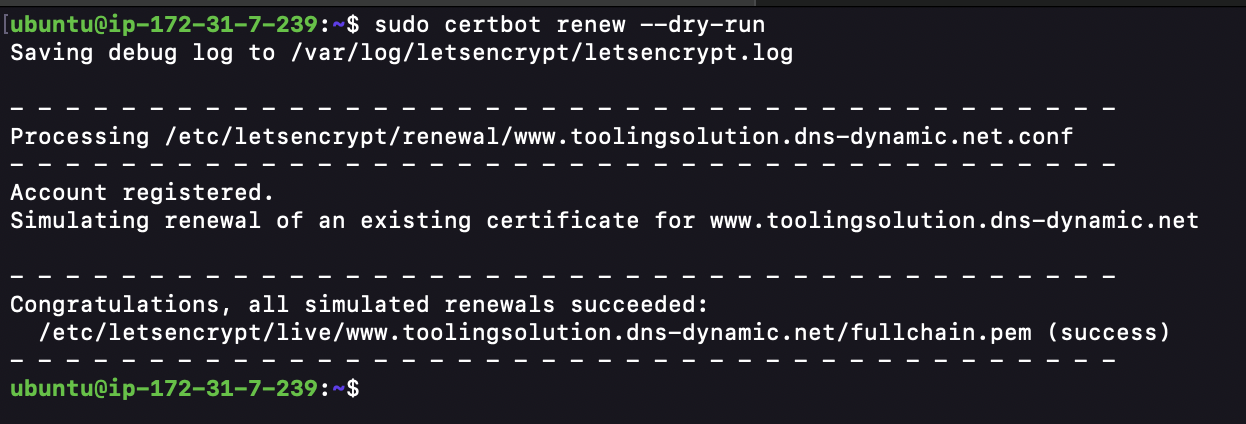 ubuntu@ip-172-31-7-239:~$ sudo certbot renew --dry-run
Saving debug log to /var/log/letsencrypt/letsencrypt.log
- - - - - - - - - - - - - - - - - - - - - - - - - - - - - - - - - - - - - - - -
Processing /etc/letsencrypt/renewal/www.toolingsolution.dns-dynamic.net.conf
- - - - - - - - - - - - - - - - - - - - - - - - - - - - - - - - - - - - - - - -
Account registered.
Simulating renewal of an existing certificate for www.toolingsolution.dns-dynamic.net
- - - - - - - - - - - - - - - - - - - - - - - - - - - - - - - - - - - - - - - -
Congratulations, all simulated renewals succeeded:
  /etc/letsencrypt/live/www.toolingsolution.dns-dynamic.net/fullchain.pem (success)
- - - - - - - - - - - - - - - - - - - - - - - - - - - - - - - - - - - - - - - -
ubuntu@ip-172-31-7-239:~$